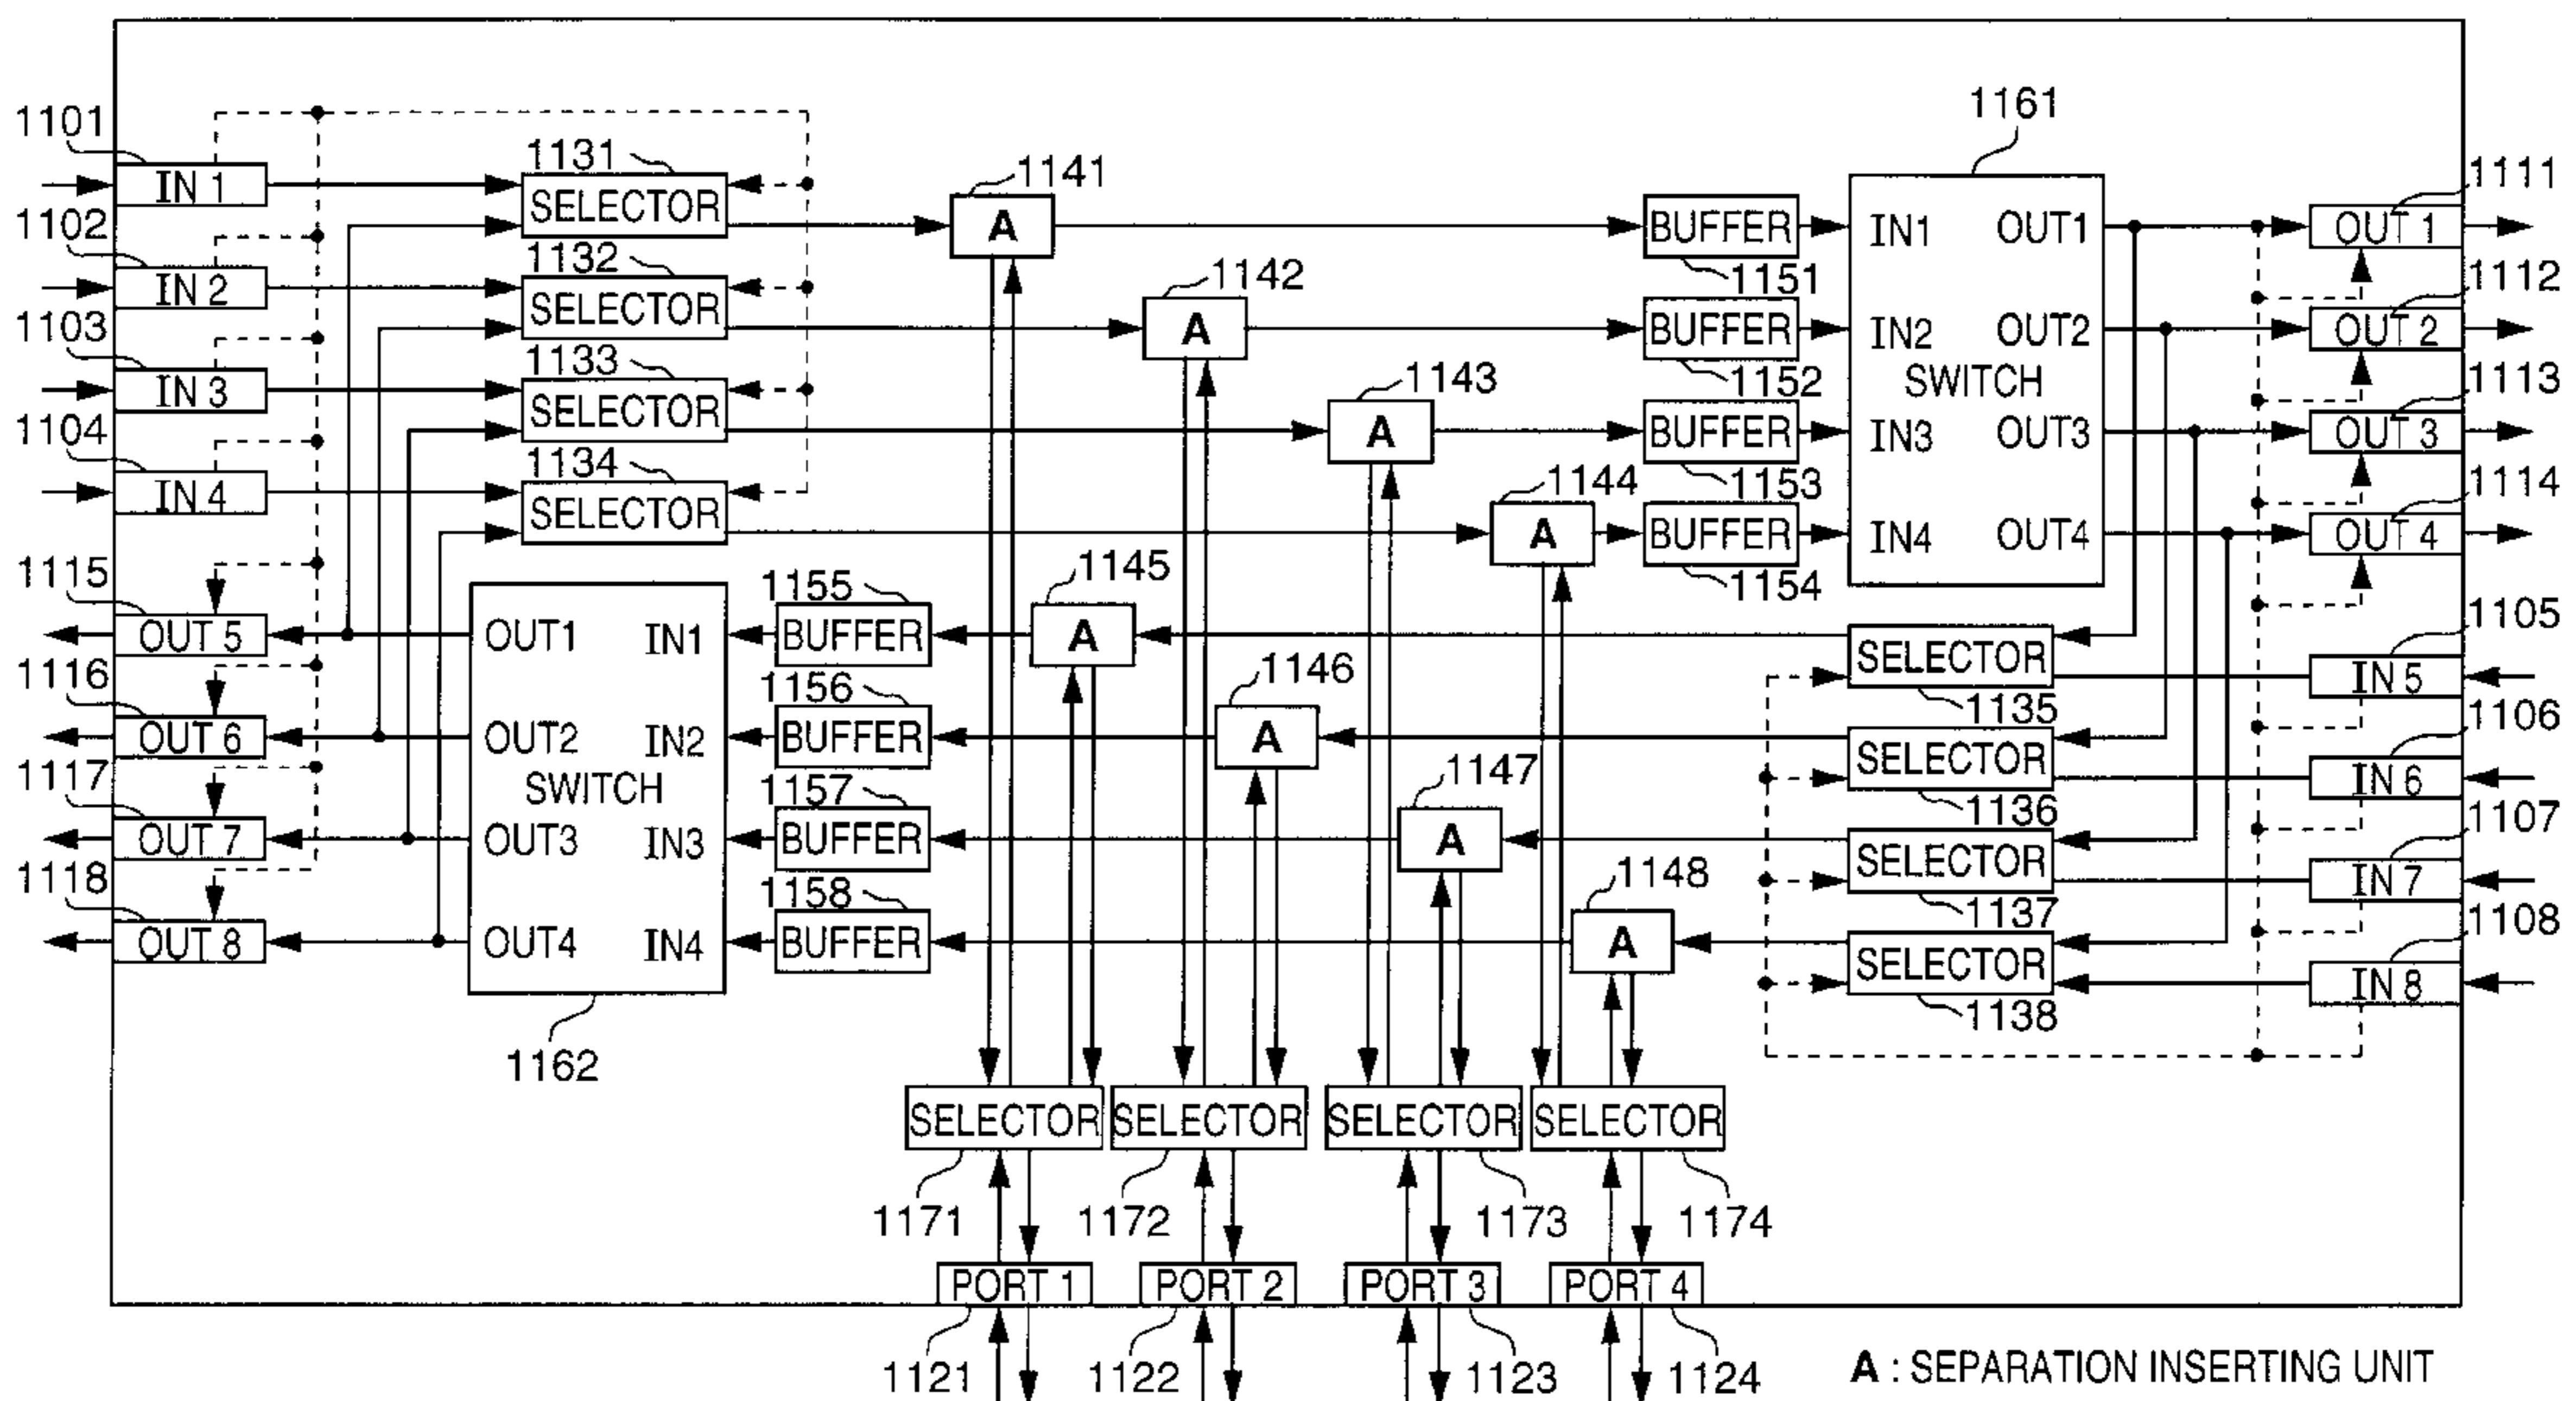 1161
1101
IN 1
1131
SELECTOR
1141
A
BUFFER
1151
IN1 OUT1
1111
OUT 1
1102
IN 2
1132
SELECTOR
1142
A
BUFFER
1152
IN2 OUT2
SWITCH
1112
OUT 2
1103
IN 3
1133
SELECTOR
1143
A
BUFFER
1153
IN3 OUT3
1113
OUT 3
1104
IN 4
1134
SELECTOR
1144
A
BUFFER
1154
IN4 OUT4
1114
OUT 4
1115
OUT 5
OUT1 IN1
1155
BUFFER
1145
A
SELECTOR
1135
1105
IN 5
1116
OUT 6
OUT2 IN2
SWITCH
1156
BUFFER
1146
A
SELECTOR
1136
1106
IN 6
1117
OUT 7
OUT3 IN3
1157
BUFFER
1147
A
SELECTOR
1137
1107
IN 7
1118
OUT 8
OUT4 IN4
1158
BUFFER
1148
A
SELECTOR
1138
1108
IN 8
1162
SELECTOR SELECTOR SELECTOR SELECTOR
1171 1172 1173 1174
PORT 1 PORT 2 PORT 3 PORT 4
1121 1122 1123 1124
A : SEPARATION INSERTING UNIT